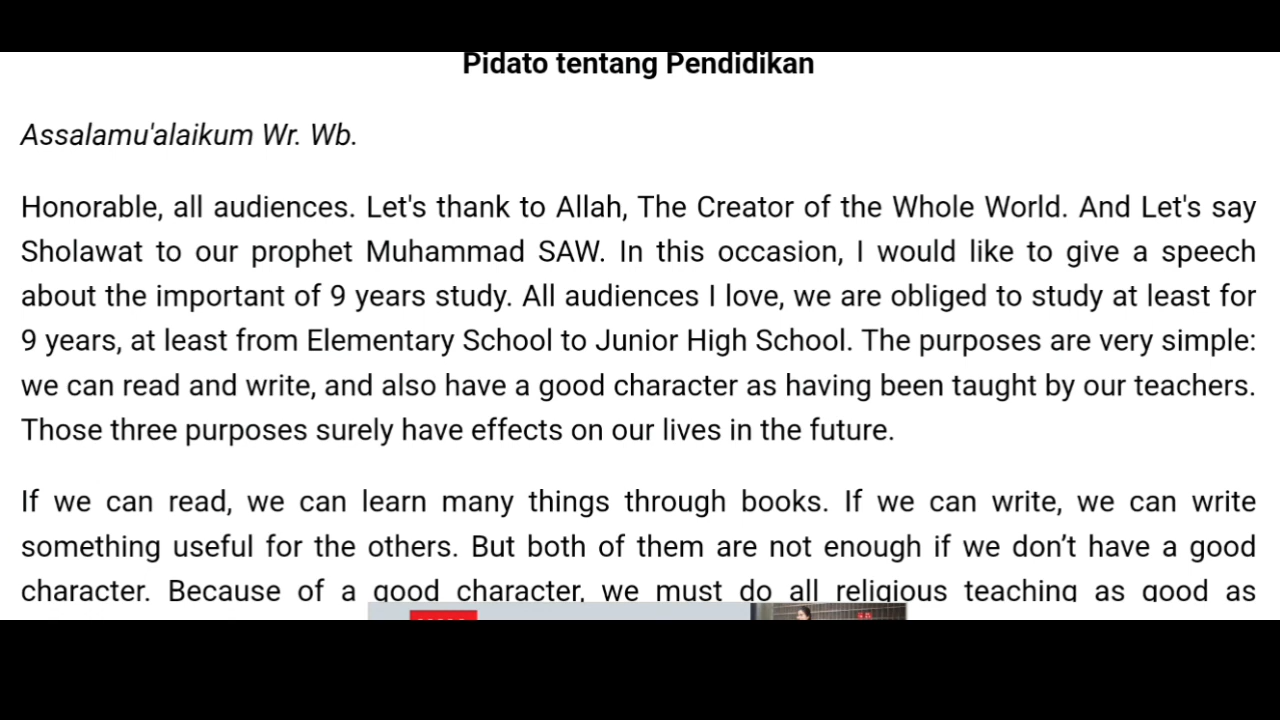 Pidato tentang Pendidikan
Assalamu'alaikum Wr. Wb.
Honorable, all audiences. Let's thank to Allah, The Creator of the Whole World. And Let's say
Sholawat to our prophet Muhammad SAW. In this occasion, I would like to give a speech
about the important of 9 years study. All audiences I love, we are obliged to study at least for
9 years, at least from Elementary School to Junior High School. The purposes are very simple:
we can read and write, and also have a good character as having been taught by our teachers.
Those three purposes surely have effects on our lives in the future.
If we can read, we can learn many things through books. If we can write, we can write
something useful for the others. But both of them are not enough if we don’t have a good
character. Because of a good character, we must do all religious teaching as good as